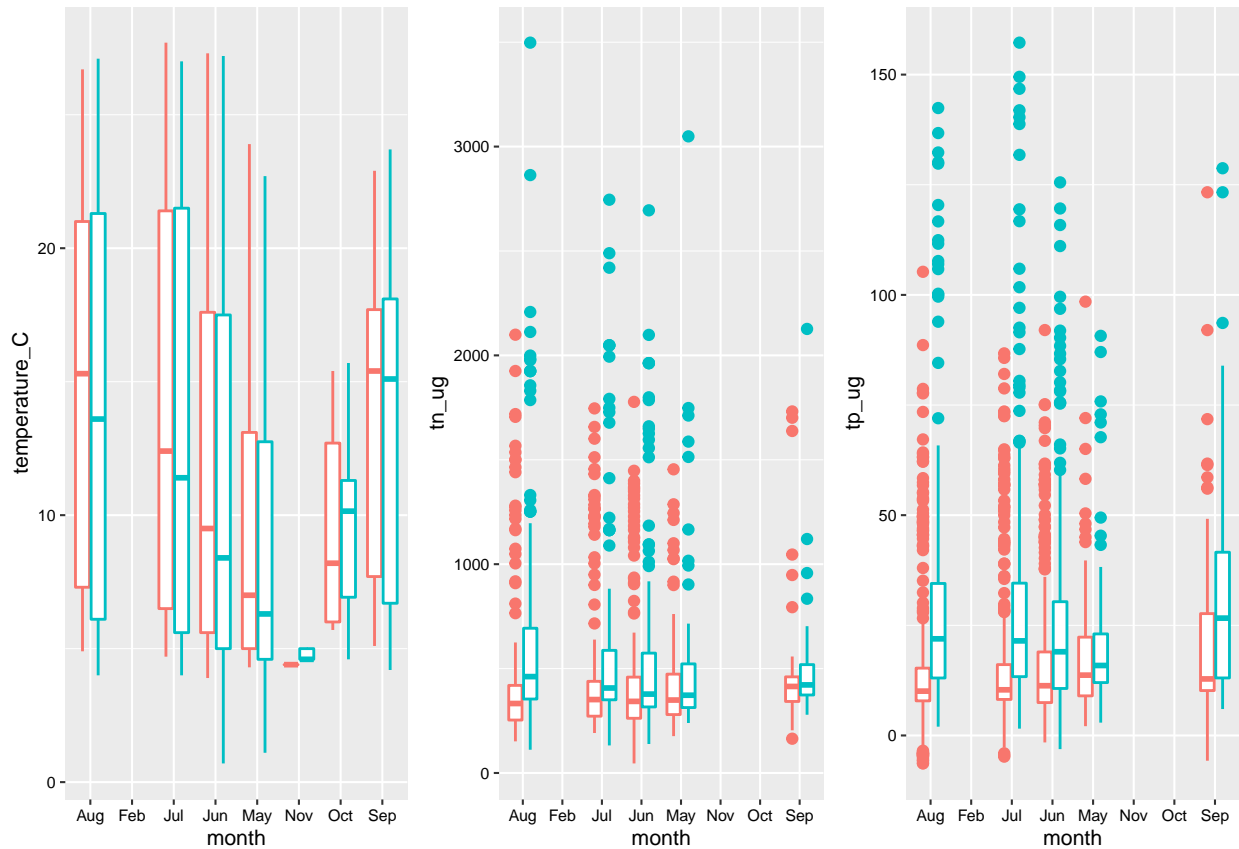 temperature_C
20
10
0
Aug Feb Jul Jun May Nov Oct Sep
month
tn_ug
3000
2000
1000
0
Aug Feb Jul Jun May Nov Oct Sep
month
tp_ug
150
100
50
0
Aug Feb Jul Jun May Nov Oct Sep
month